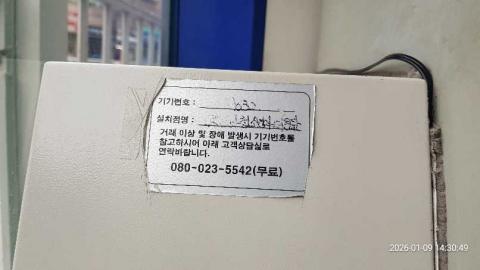 기기번호 :
설치점명 :
거래 이상 및 장애 발생시 기기번호를
참고하시어 아래 고객상담실로
연락바랍니다.
080-023-5542(무료)
2026-01-09 14:30:49